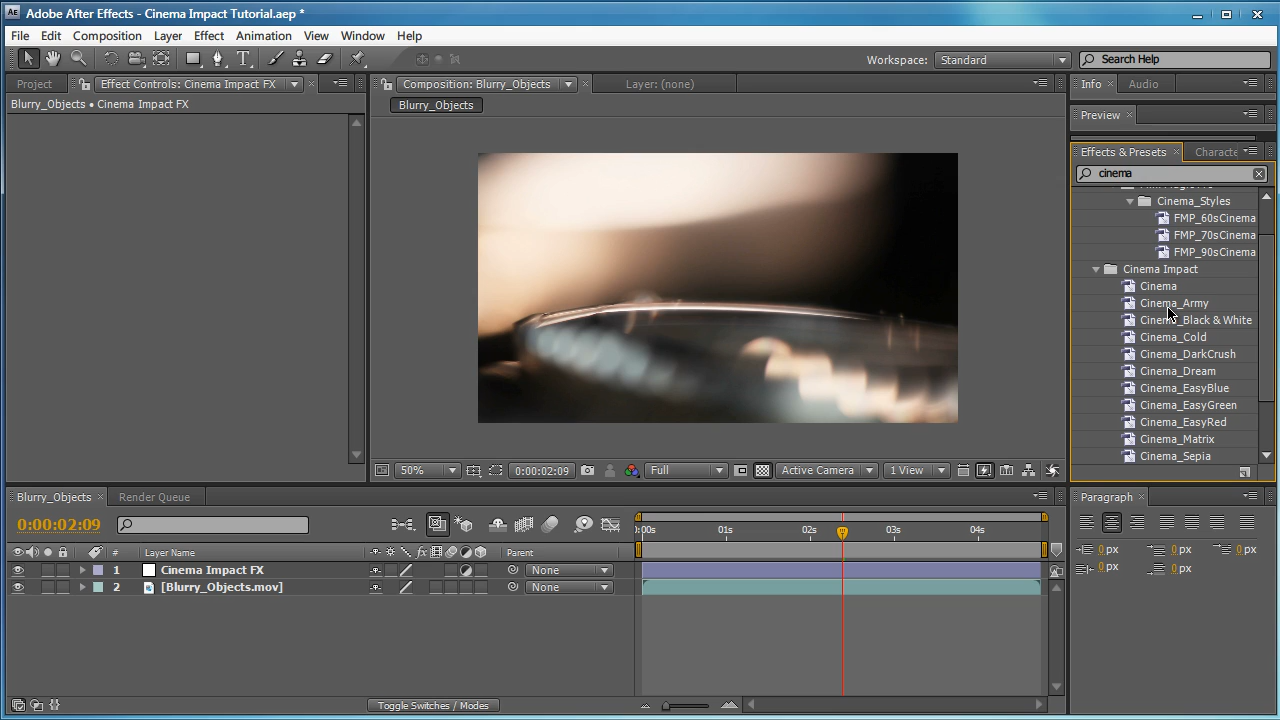 AE Adobe After Effects - Cinema Impact Tutorial.aep *
File Edit Composition Layer Effect Animation View Window Help
Workspace: Standard Search Help
Project Effect Controls: Cinema Impact FX Composition: Blurry_Objects Layer: (none) Info Audio
Blurry_Objects • Cinema Impact FX
Blurry_Objects
Preview
Effects & Presets Characte
cinema
Cinema_Styles
FMP_60sCinema
FMP_70sCinema
FMP_90sCinema
Cinema Impact
Cinema
Cinema_Army
Cinema_Black & White
Cinema_Cold
Cinema_DarkCrush
Cinema_Dream
Cinema_EasyBlue
Cinema_EasyGreen
Cinema_EasyRed
Cinema_Matrix
Cinema_Sepia
50% 0:00:02:09 Full Active Camera 1 View
Blurry_Objects Render Queue
0:00:02:09
:00s 01s 02s 03s 04s
# Layer Name fx Parent
1 Cinema Impact FX None
2 [Blurry_Objects.mov] None
Toggle Switches / Modes
Paragraph
0 px 0 px 0 px
0 px 0 px